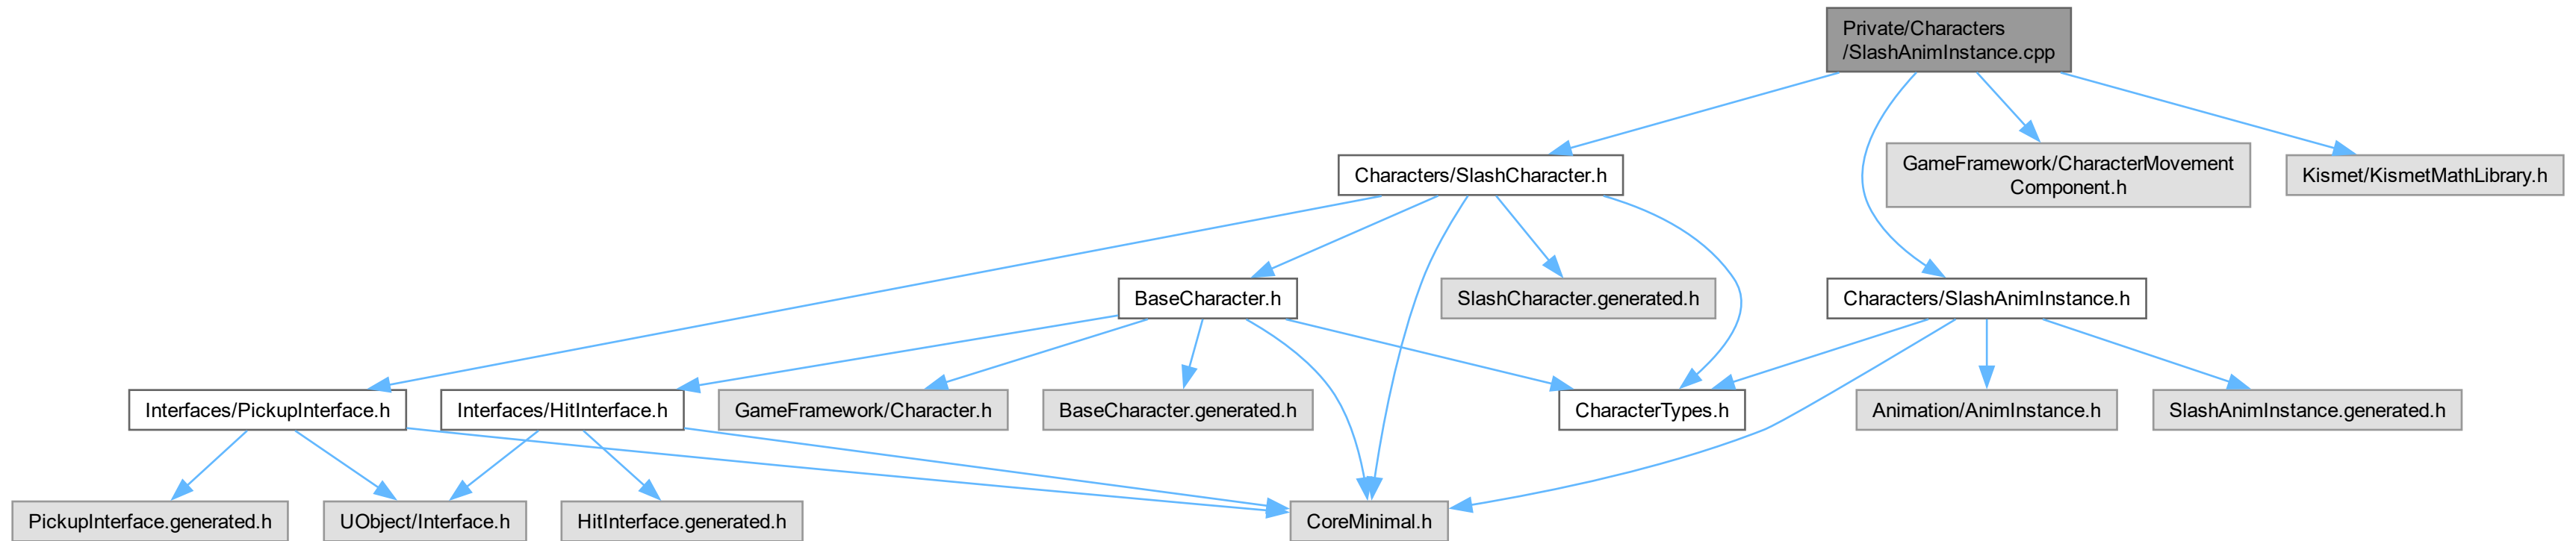 Private/Characters
/SlashAnimInstance.cpp
Characters/SlashCharacter.h
GameFramework/CharacterMovement
Component.h
Kismet/KismetMathLibrary.h
BaseCharacter.h
SlashCharacter.generated.h
Characters/SlashAnimInstance.h
Interfaces/PickupInterface.h
Interfaces/HitInterface.h
GameFramework/Character.h
BaseCharacter.generated.h
CharacterTypes.h
Animation/AnimInstance.h
SlashAnimInstance.generated.h
PickupInterface.generated.h
UObject/Interface.h
HitInterface.generated.h
CoreMinimal.h